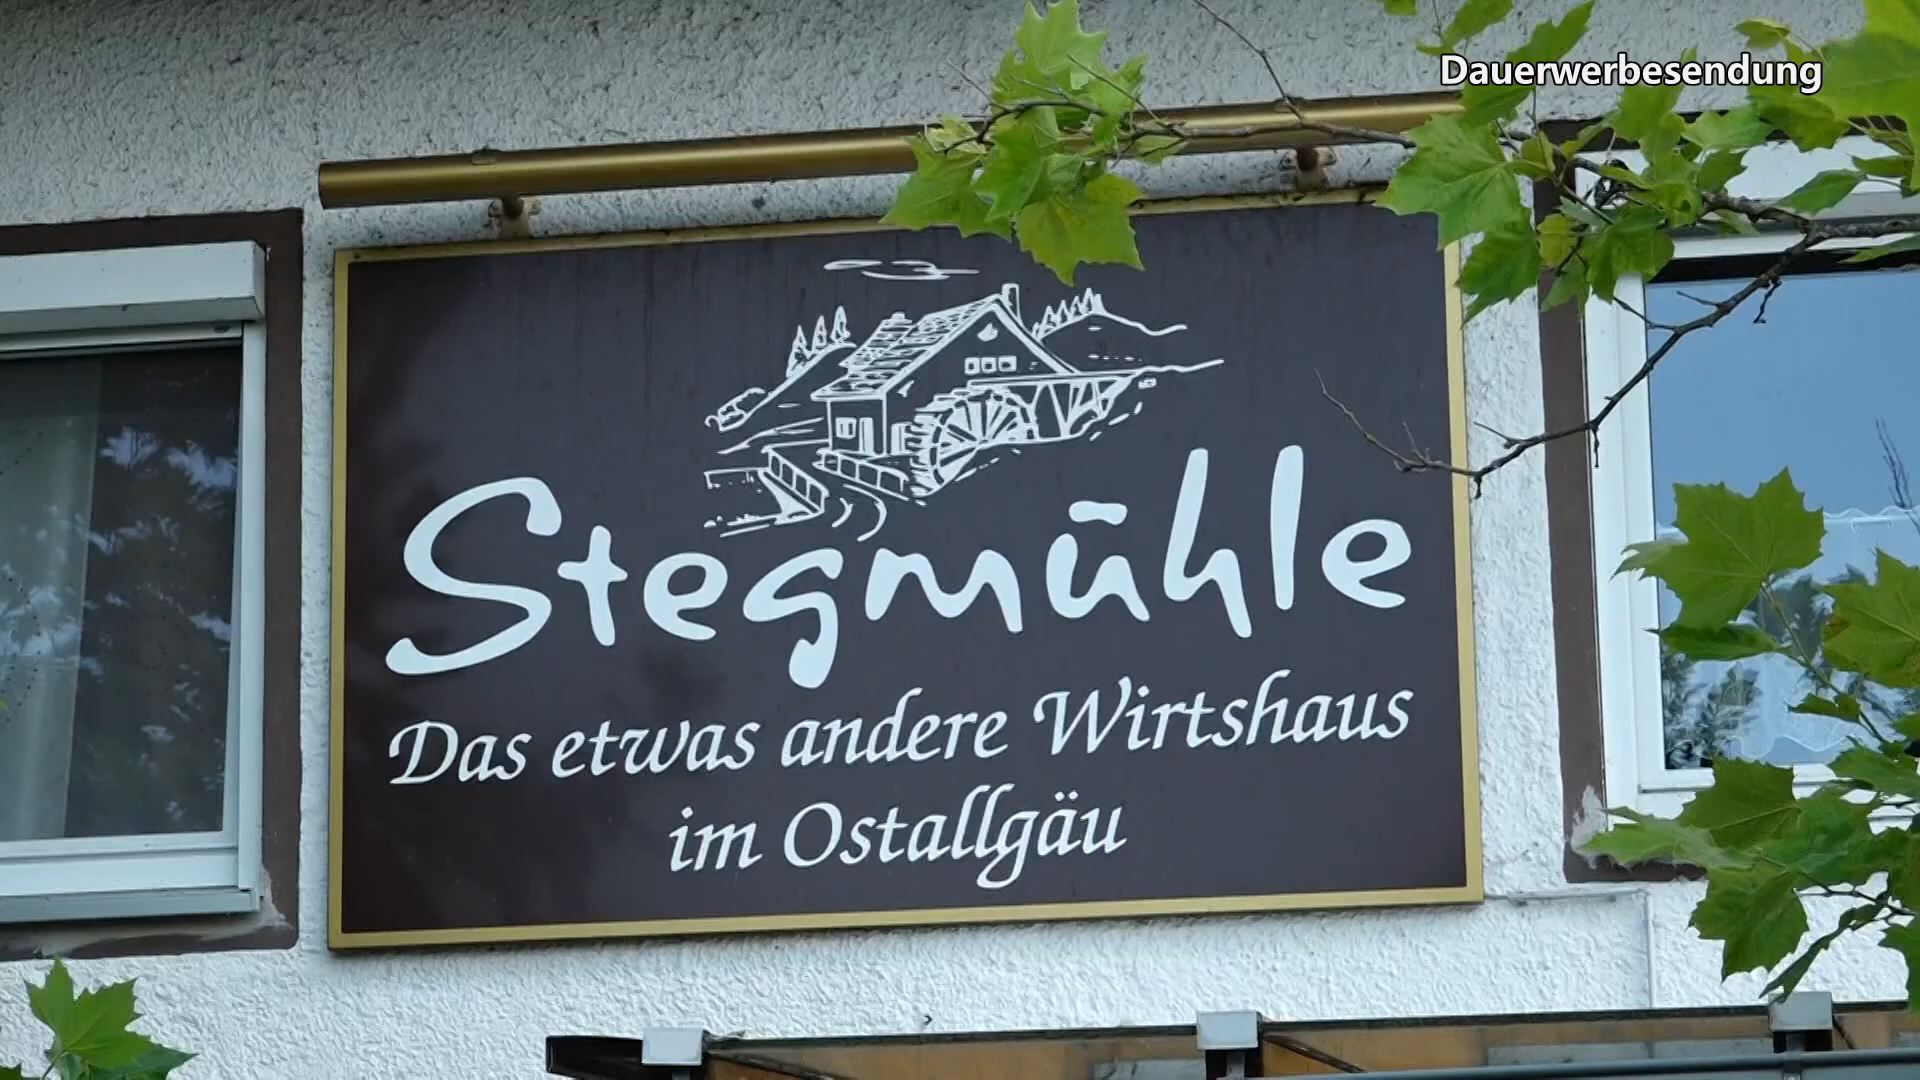 Dauerwerbesendung
Stegmühle
Das etwas andere Wirtshaus
im Ostallgäu